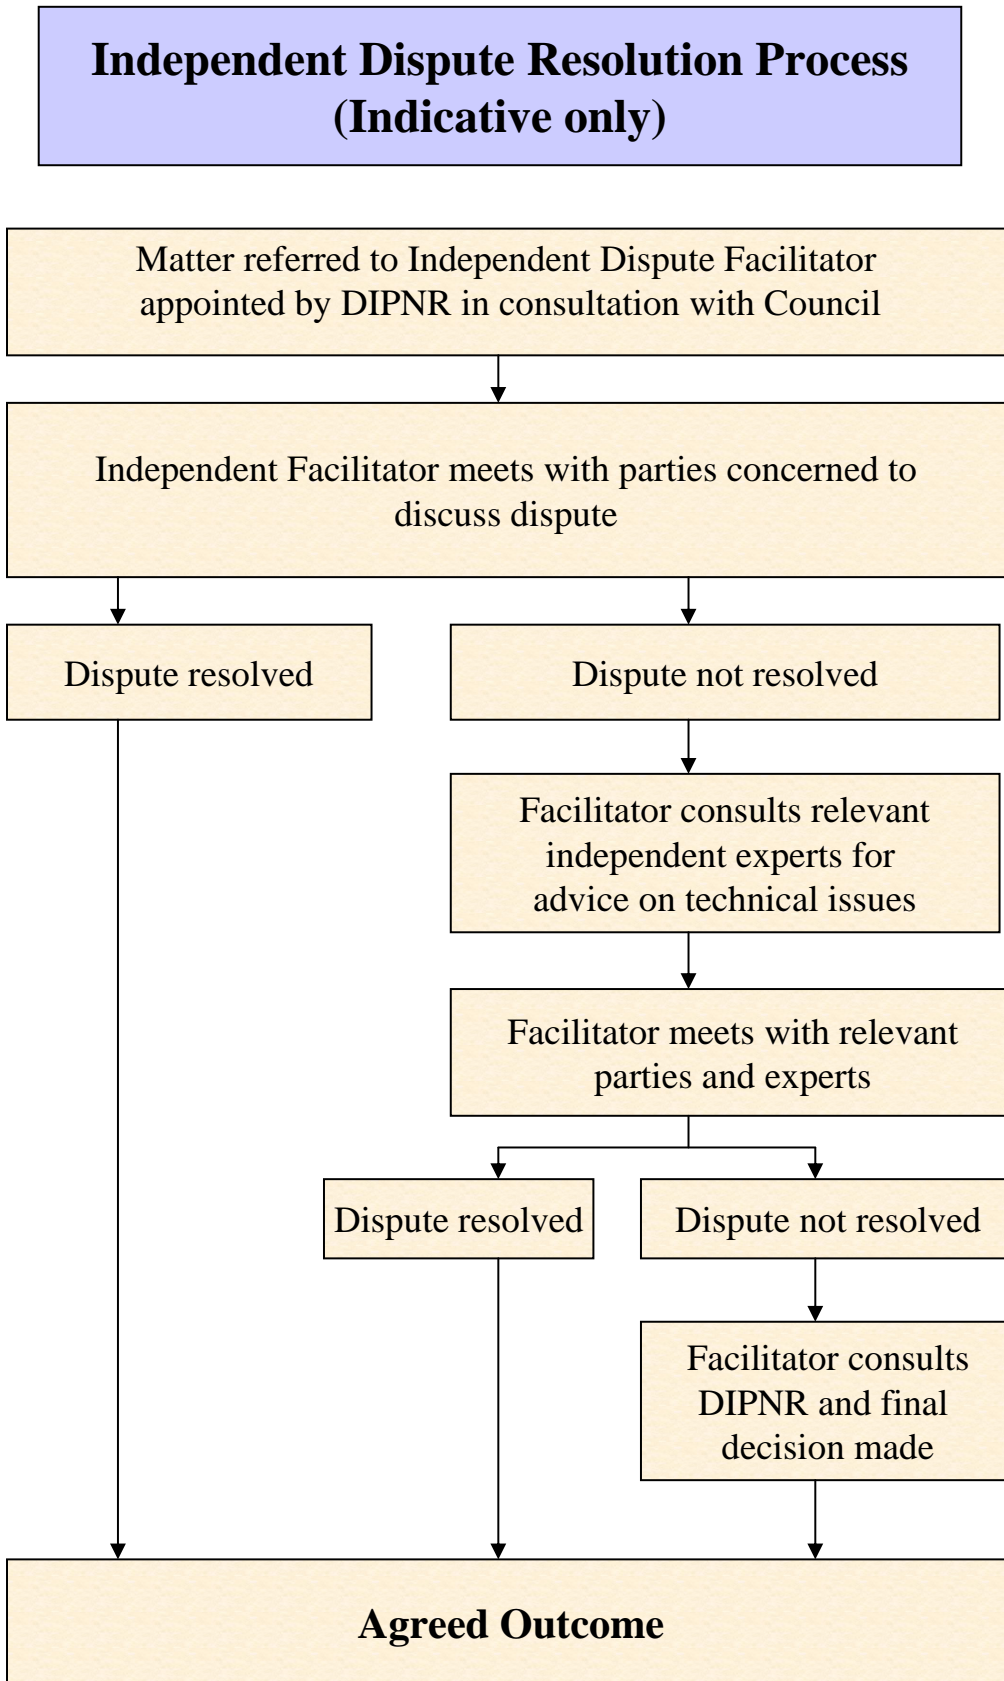 Independent Dispute Resolution Process
(Indicative only)
Matter referred to Independent Dispute Facilitator
appointed by DIPNR in consultation with Council
Independent Facilitator meets with parties concerned to
discuss dispute
Dispute resolved
Dispute not resolved
Facilitator consults relevant
independent experts for
advice on technical issues
Facilitator meets with relevant
parties and experts
Dispute resolved
Dispute not resolved
Facilitator consults
DIPNR and final
decision made
Agreed Outcome